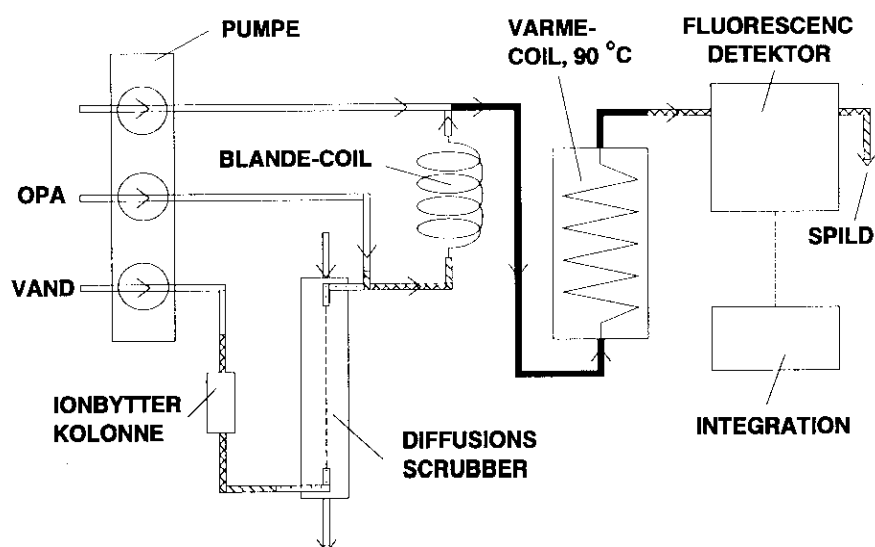 PUMPE
VARME-
COIL, 90 °C
FLUORESCENC
DETEKTOR
BLANDE-COIL
OPA
SPILD
VAND
IONBYTTER
KOLONNE
DIFFUSIONS
SCRUBBER
INTEGRATION